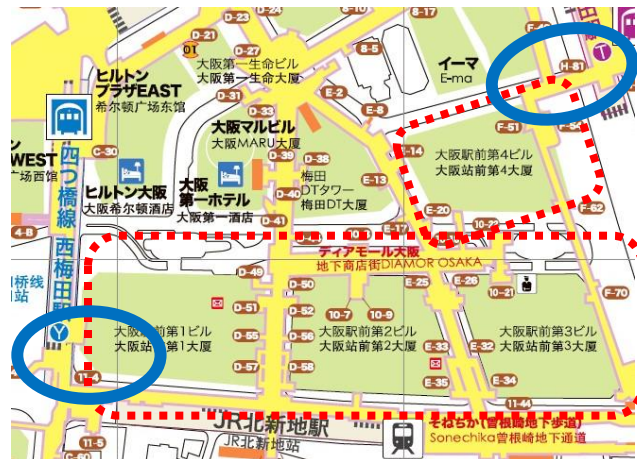 D-21
D-23
D-24
8-17
8-10
F-49
10
D-27
大阪第一生命ビル
大阪第一生命大厦
8-5
イーマ
E-ma
H-81
T
ヒルトン
プラザEAST
希尔顿广场东馆
D-31
E-2
E-8
D-33
大阪マルビル
大阪MARU大厦
F-51
C-30
D-39
D-38
大阪駅前第4ビル
大阪站前第4大厦
WEST
广场西馆
梅田
DTタワー
梅田DT大厦
E-13
ヒルトン大阪
大阪希尔顿酒店
大阪
第一ホテル
大阪第一酒店
D-40
D-41
E-20
F-62
四つ橋線 西梅田
4-B
ディアモール大阪
地下商店街DIAMOR OSAKA
D-49
D-50
E-25
E-26
10-21
F-70
D-51
D-52
10-7
10-9
Y
大阪駅前第1ビル
大阪站前第1大厦
D-55
D-56
大阪駅前第2ビル
大阪站前第2大厦
大阪駅前第3ビル
大阪站前第3大厦
E-33
E-32
D-57
D-58
E-35
E-34
11-4
11-44
JR北新地駅
JR北新地站
そねちか(曽根崎地下歩道)
Sonechika曽根崎地下通道
11-5
C-60